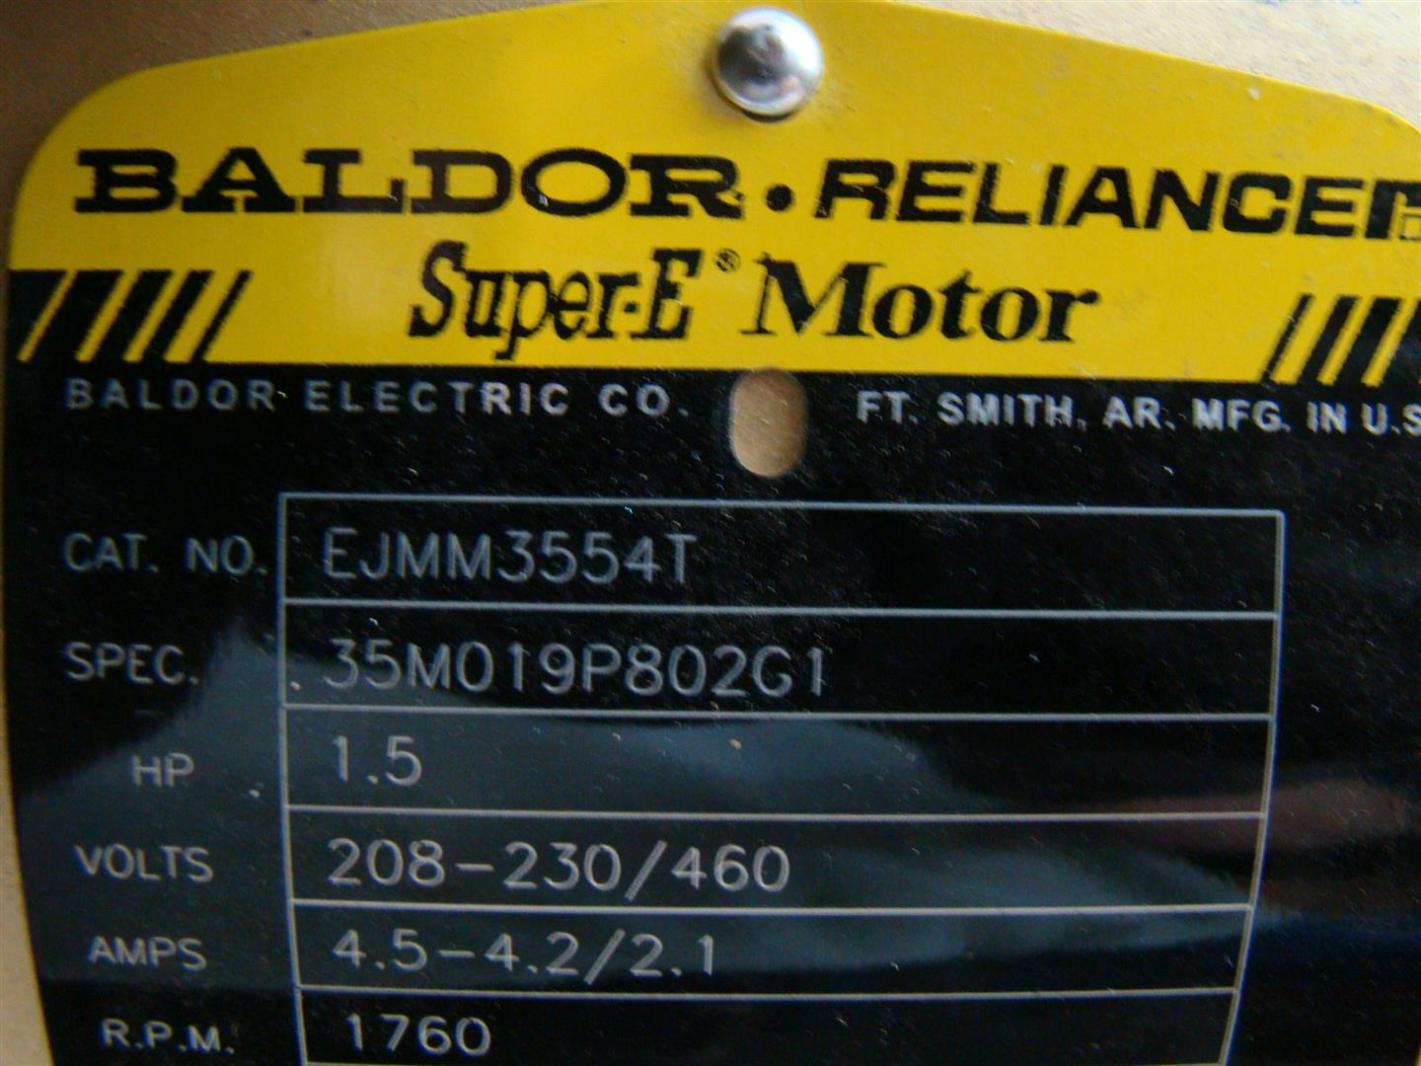 BALDOR • RELIANCER
Super-E® Motor
BALDOR ELECTRIC CO. FT. SMITH, AR. MFG. IN U.S
CAT. NO. EJMM3554T
SPEC. 35M019P802G1
HP 1.5
VOLTS 208-230/460
AMPS 4.5-4.2/2.1
R.P.M. 1760